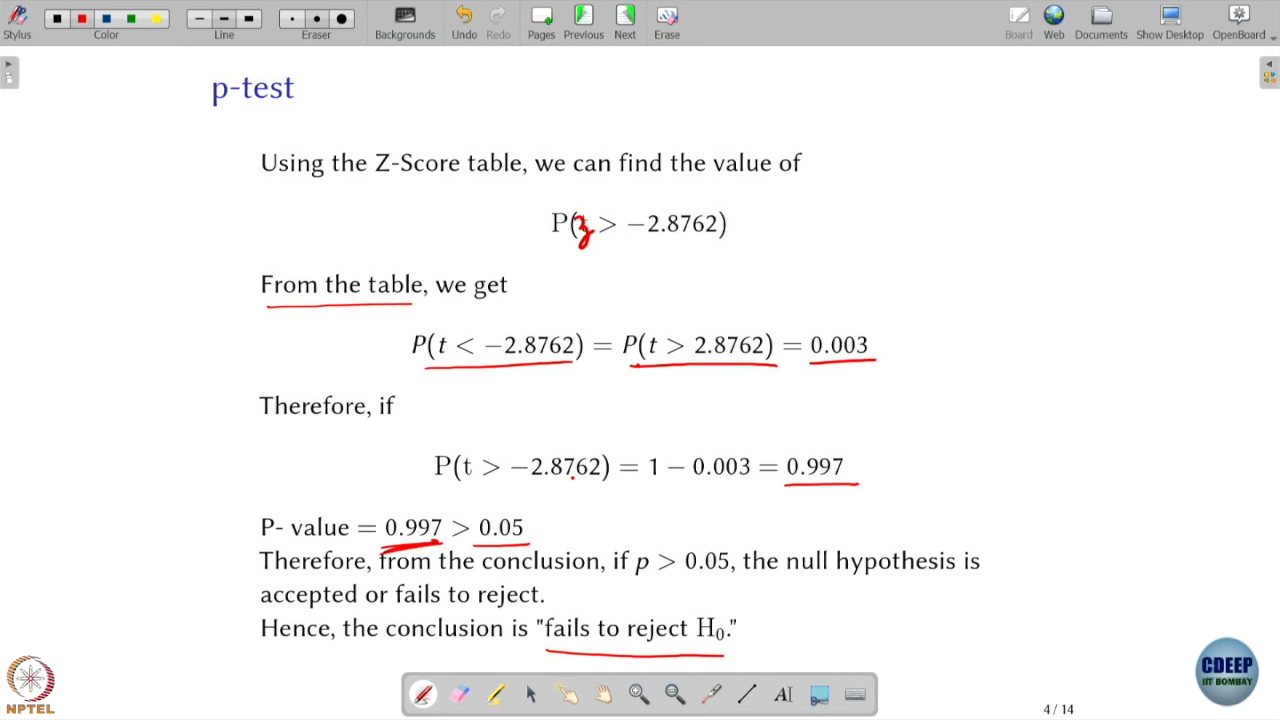 Stylus Color Line Eraser Backgrounds Undo Redo Pages Previous Next Erase Board Web Documents Show Desktop OpenBoard
p-test
Using the Z-Score table, we can find the value of
P(z > −2.8762)
From the table, we get
P(t < −2.8762) = P(t > 2.8762) = 0.003
Therefore, if
P(t > −2.8762) = 1 − 0.003 = 0.997
P- value = 0.997 > 0.05
Therefore, from the conclusion, if p > 0.05, the null hypothesis is
accepted or fails to reject.
Hence, the conclusion is "fails to reject H₀."
NPTEL
AI
4 / 14
CDEEP
IIT BOMBAY